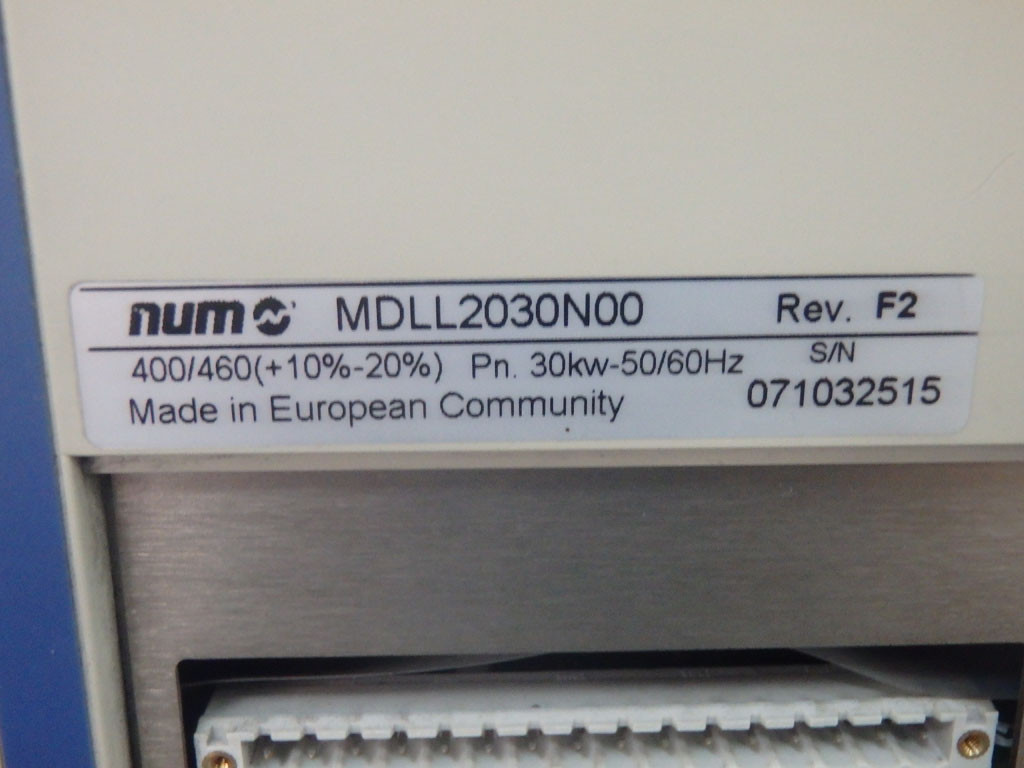 num MDLL2030N00 Rev. F2
400/460(+10%-20%) Pn. 30kw-50/60Hz S/N
Made in European Community 071032515